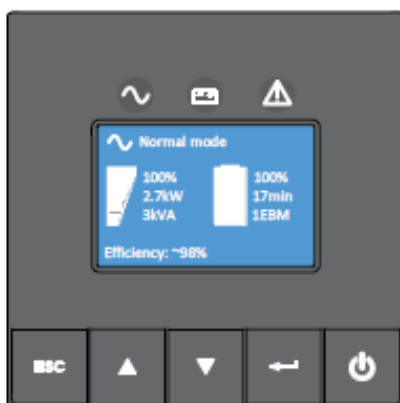 Normal mode
100%
2.7kW
3kVA
100%
17min
1EBM
Efficiency: ~98%
ESC